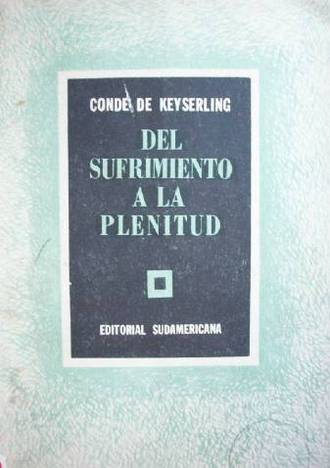 CONDE DE KEYSERLING
DEL
SUFRIMIENTO
A LA
PLENITUD
EDITORIAL SUDAMERICANA